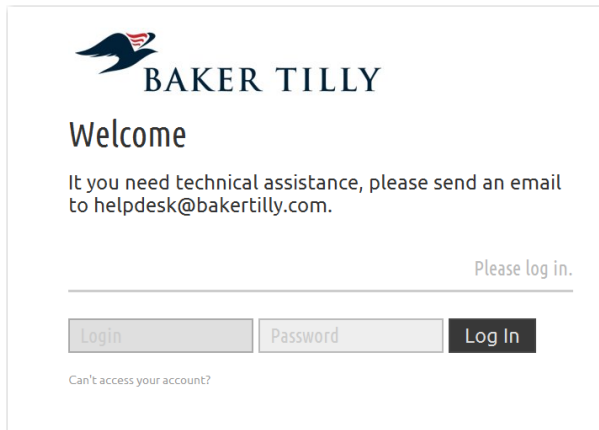 BAKER TILLY
Welcome
It you need technical assistance, please send an email
to helpdesk@bakertilly.com.
Please log in.
Login Password Log In
Can't access your account?